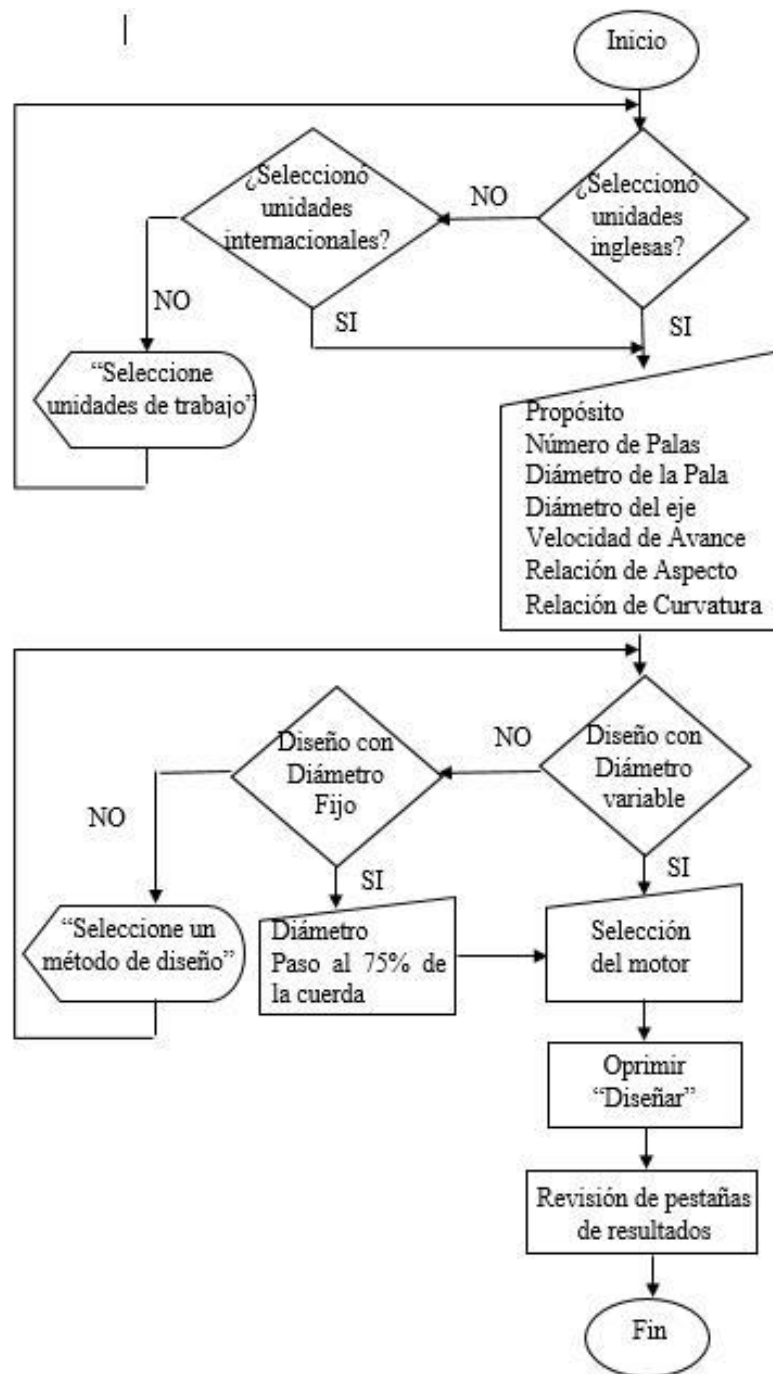 Inicio
¿Seleccionó
unidades
inglesas?
NO
¿Seleccionó
unidades
internacionales?
NO
SI
SI
“Seleccione
unidades de trabajo”
Propósito
Número de Palas
Diámetro de la Pala
Diámetro del eje
Velocidad de Avance
Relación de Aspecto
Relación de Curvatura
Diseño con
Diámetro
variable
NO
Diseño con
Diámetro
Fijo
NO
SI
SI
“Seleccione un
método de diseño”
Diámetro
Paso al 75% de
la cuerda
Selección
del motor
Oprimir
“Diseñar”
Revisión de pestañas
de resultados
Fin